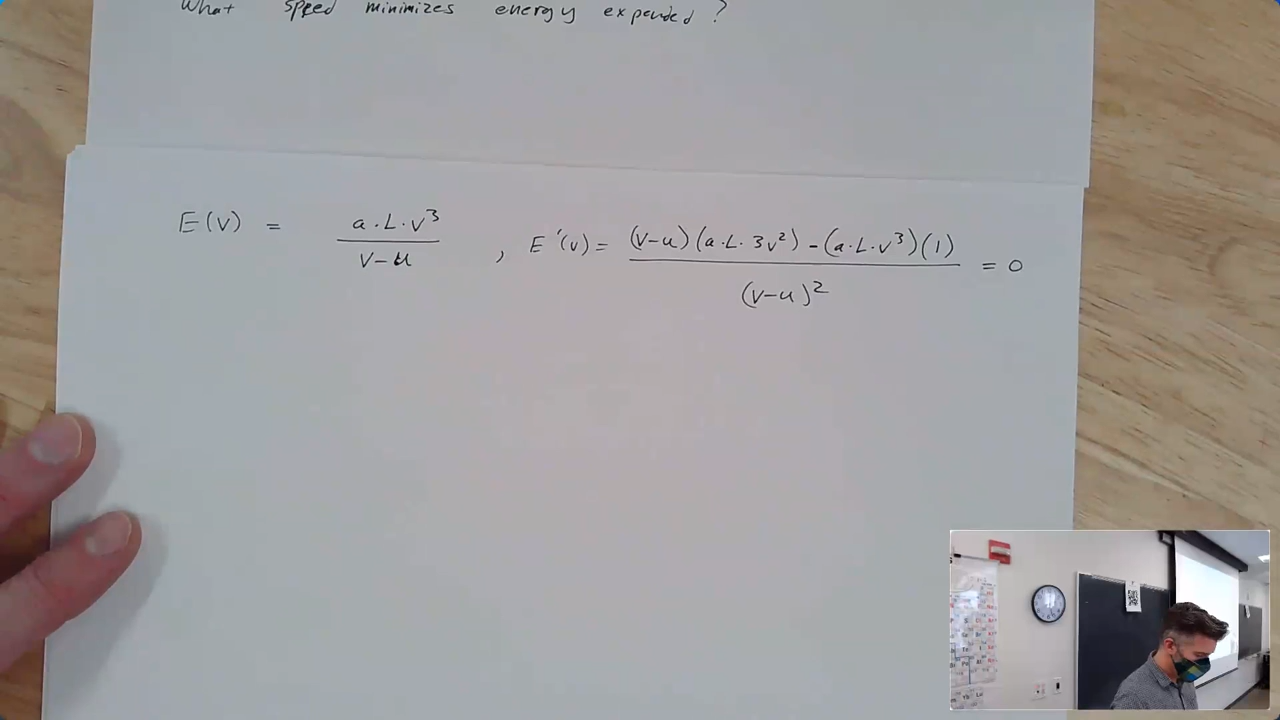 What speed minimizes energy expended ?
E(v) = a·L·v³ / v-u , E'(v) = (v-u)(a·L·3v²) - (a·L·v³)(1) / (v-u)² = 0